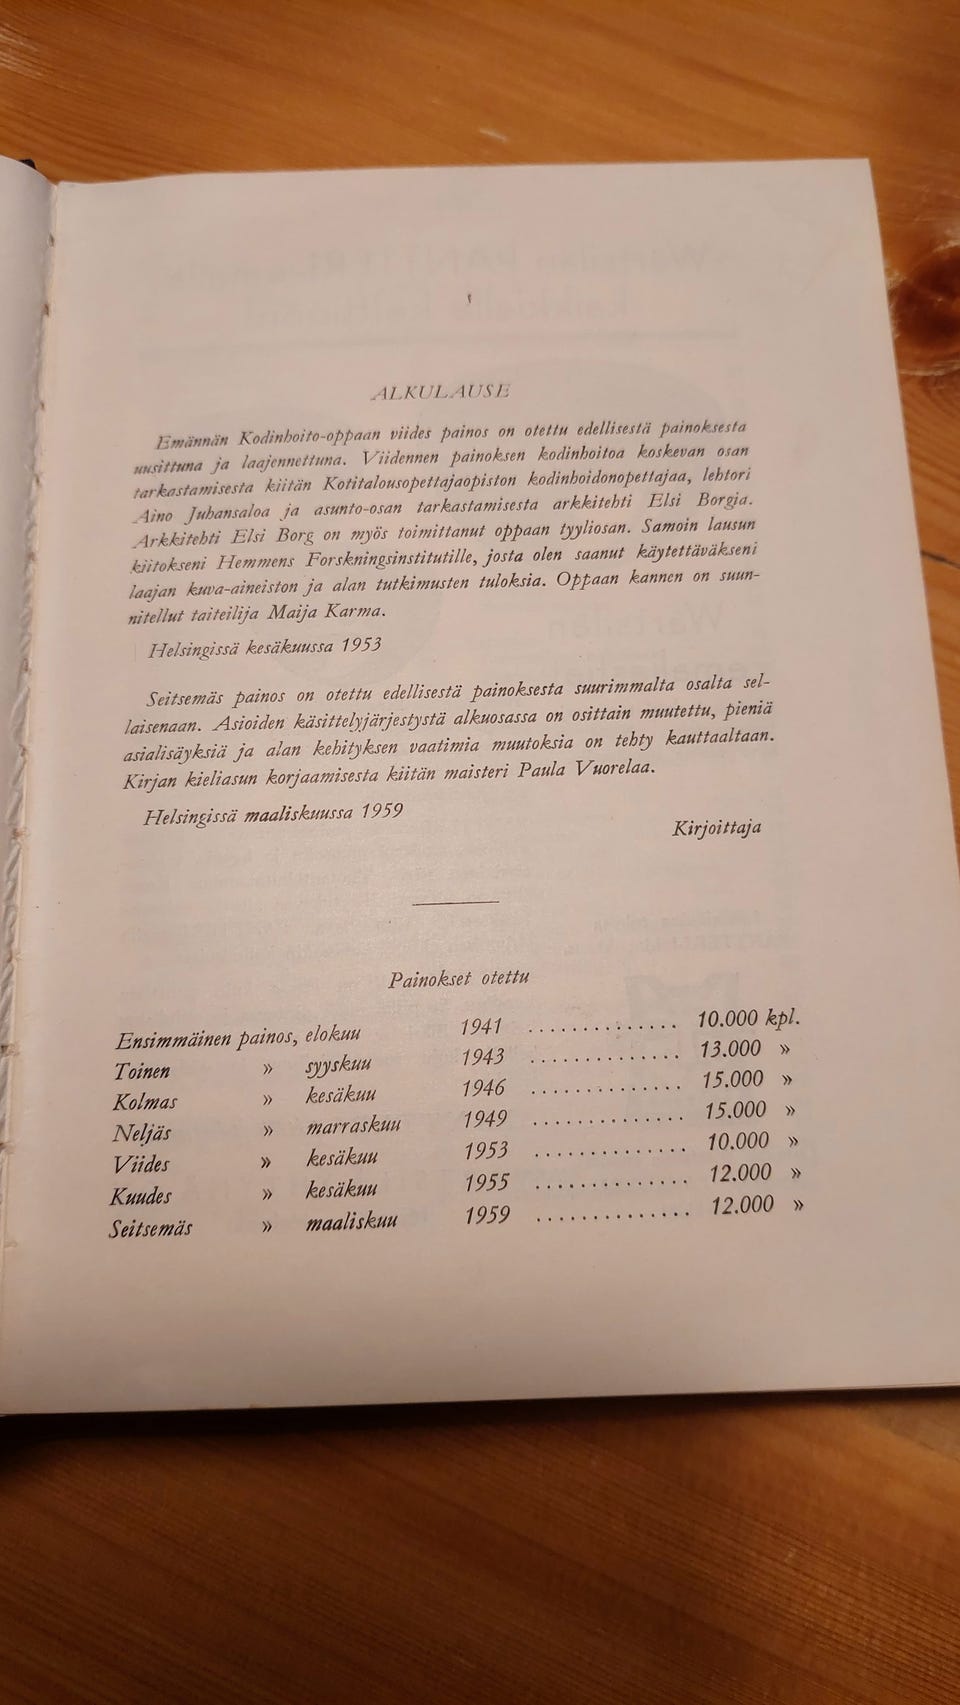 ALKULAUSE
Emännän Kodinhoito-oppaan viides painos on otettu edellisestä painoksesta
uusittuna ja laajennettuna. Viidennen painoksen kodinhoitoa koskevan osan
tarkastamisesta kiitän Kotitalousopettajaopiston kodinhoidonopettajaa, lehtori
Aino Juhansaloa ja asunto-osan tarkastamisesta arkkitehti Elsi Borgia.
Arkkitehti Elsi Borg on myös toimittanut oppaan tyyliosan. Samoin lausun
kiitokseni Hemmens Forskningsinstitutille, josta olen saanut käytettäväkseni
laajan kuva-aineiston ja alan tutkimusten tuloksia. Oppaan kannen on suun-
nitellut taiteilija Maija Karma.
Helsingissä kesäkuussa 1953
Seitsemäs painos on otettu edellisestä painoksesta suurimmalta osalta sel-
laisenaan. Asioiden käsittelyjärjestystä alkuosassa on osittain muutettu, pieniä
asialisäyksiä ja alan kehityksen vaatimia muutoksia on tehty kauttaaltaan.
Kirjan kieliasun korjaamisesta kiitän maisteri Paula Vuorelaa.
Helsingissä maaliskuussa 1959
Kirjoittaja
Painokset otettu
Ensimmäinen painos, elokuu 1941 .............. 10.000 kpl.
Toinen » syyskuu 1943 .............. 13.000 »
Kolmas » kesäkuu 1946 .............. 15.000 »
Neljäs » marraskuu 1949 .............. 15.000 »
Viides » kesäkuu 1953 .............. 10.000 »
Kuudes » kesäkuu 1955 .............. 12.000 »
Seitsemäs » maaliskuu 1959 .............. 12.000 »